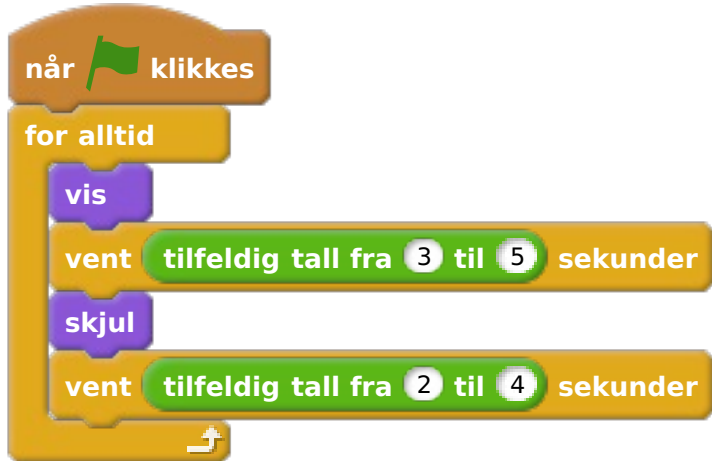 når klikkes
for alltid
vis
vent tilfeldig tall fra 3 til 5 sekunder
skjul
vent tilfeldig tall fra 2 til 4 sekunder